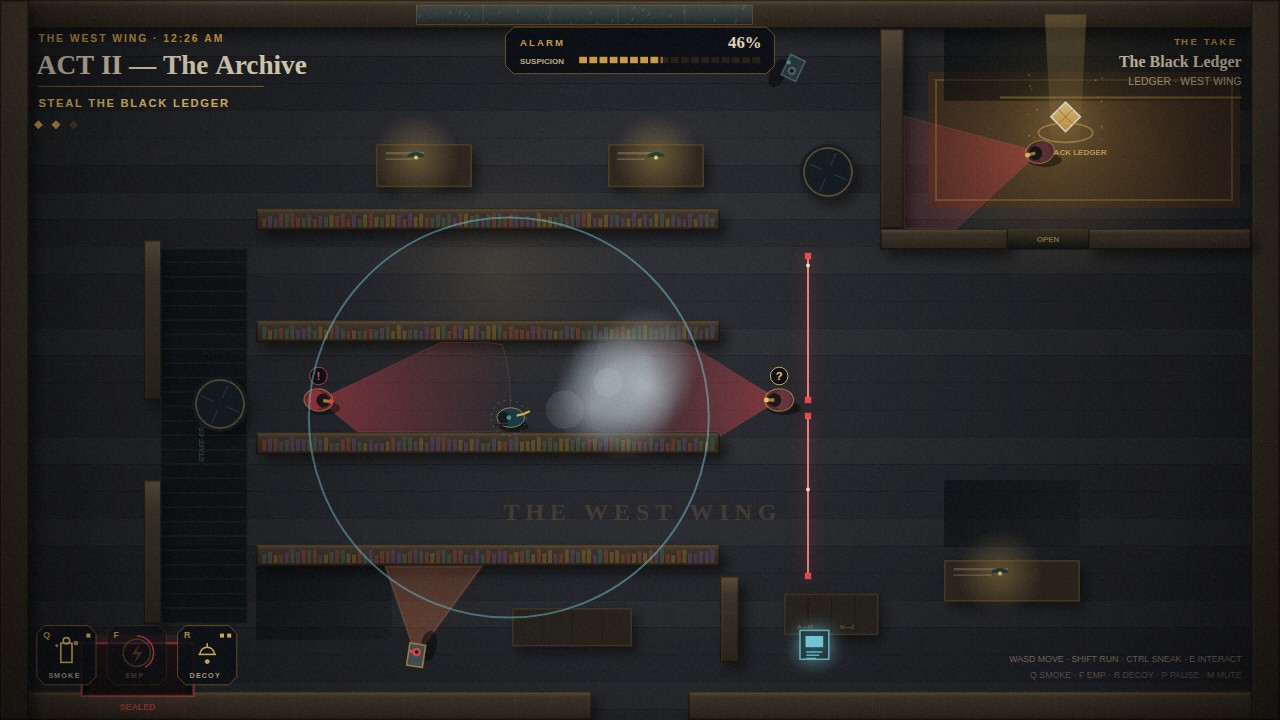 THE WEST WING · 12:26 AM
ACT II — The Archive
STEAL THE BLACK LEDGER
ALARM
46%
SUSPICION
THE TAKE
The Black Ledger
LEDGER · WEST WING
ACK LEDGER
OPEN
!
?
THE WEST WING
N—Z
Q
SMOKE
F
EMP
R
DECOY
SEALED
WASD MOVE · SHIFT RUN · CTRL SNEAK · E INTERACT
Q SMOKE · F EMP · R DECOY · P PAUSE · M MUTE